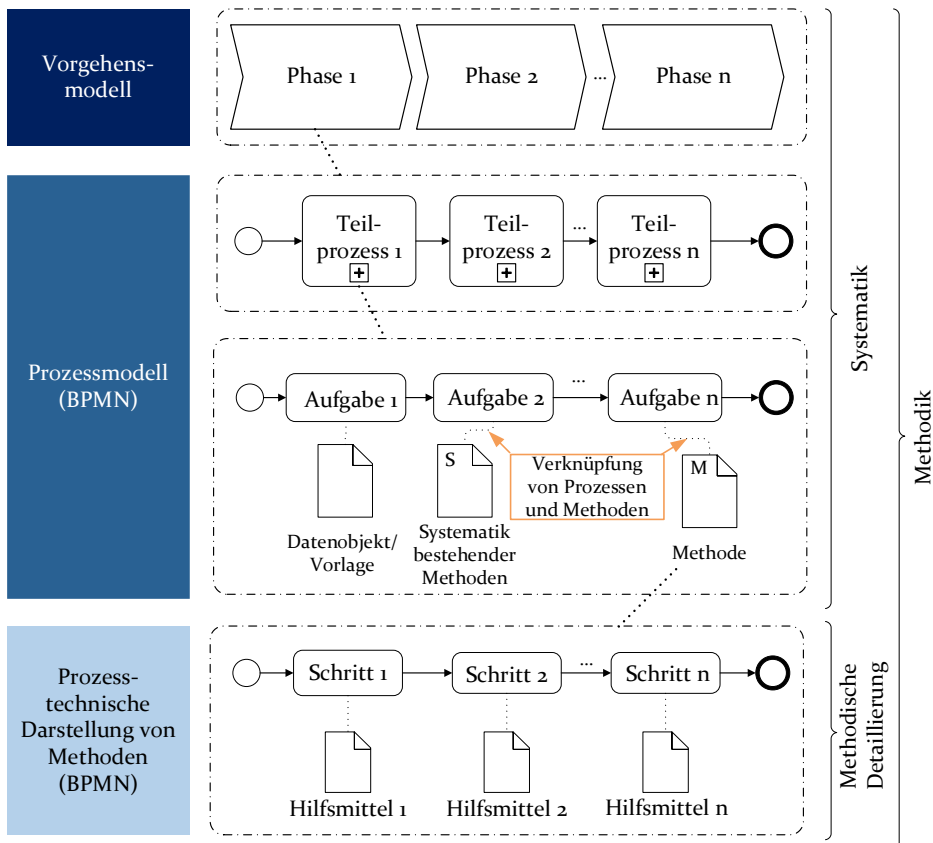 Vorgehens-
modell
Phase 1
Phase 2
...
Phase n
Prozessmodell
(BPMN)
Teil-
prozess 1
Teil-
prozess 2
...
Teil-
prozess n
Aufgabe 1
Aufgabe 2
...
Aufgabe n
Datenobjekt/
Vorlage
S
Systematik
bestehender
Methoden
Verknüpfung
von Prozessen
und Methoden
M
Methode
Prozess-
technische
Darstellung von
Methoden
(BPMN)
Schritt 1
Schritt 2
...
Schritt n
Hilfsmittel 1
Hilfsmittel 2
Hilfsmittel n
Systematik
Methodische
Detaillierung
Methodik